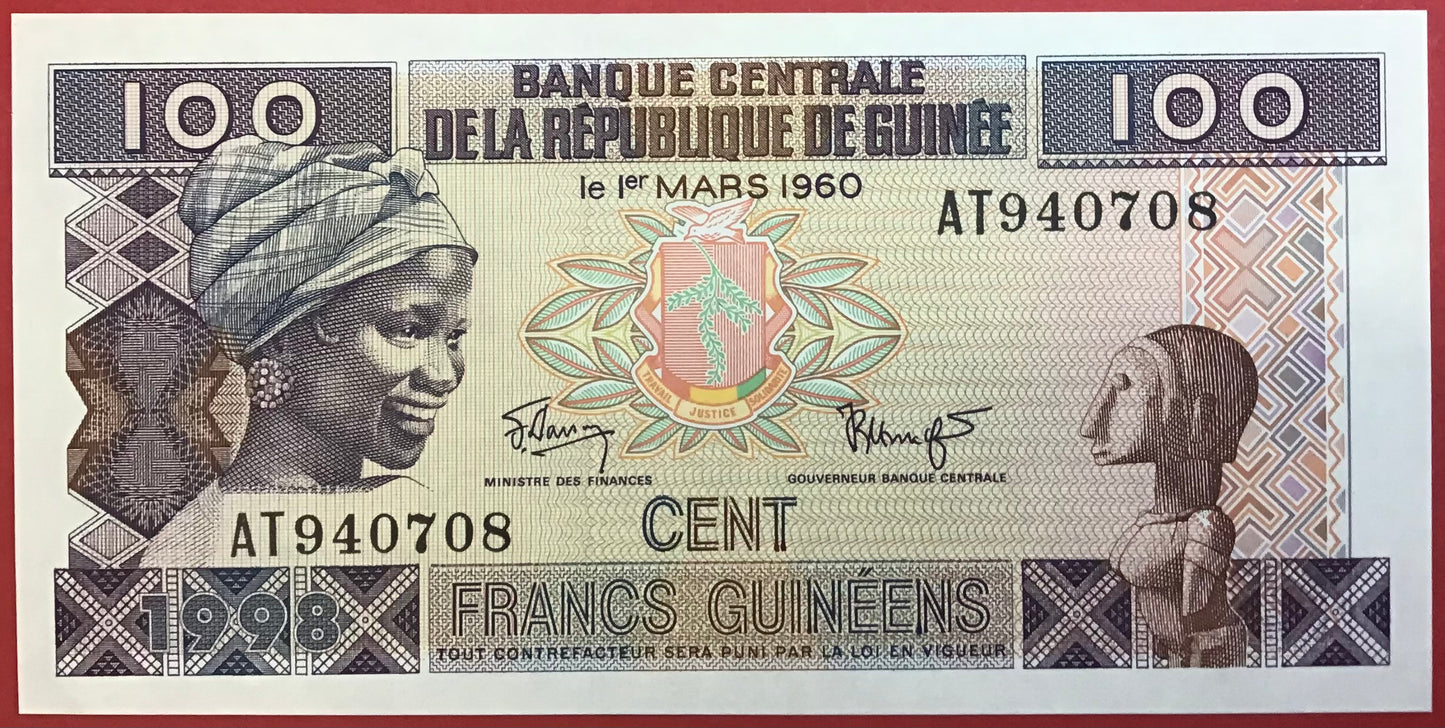 100
BANQUE CENTRALE
DE LA RÉPUBLIQUE DE GUINÉE
100
le 1er MARS 1960
AT940708
TRAVAIL JUSTICE SOLIDARITÉ
MINISTRE DES FINANCES
GOUVERNEUR BANQUE CENTRALE
AT940708
CENT
1998
FRANCS GUINÉENS
TOUT CONTREFACTEUR SERA PUNI PAR LA LOI EN VIGUEUR